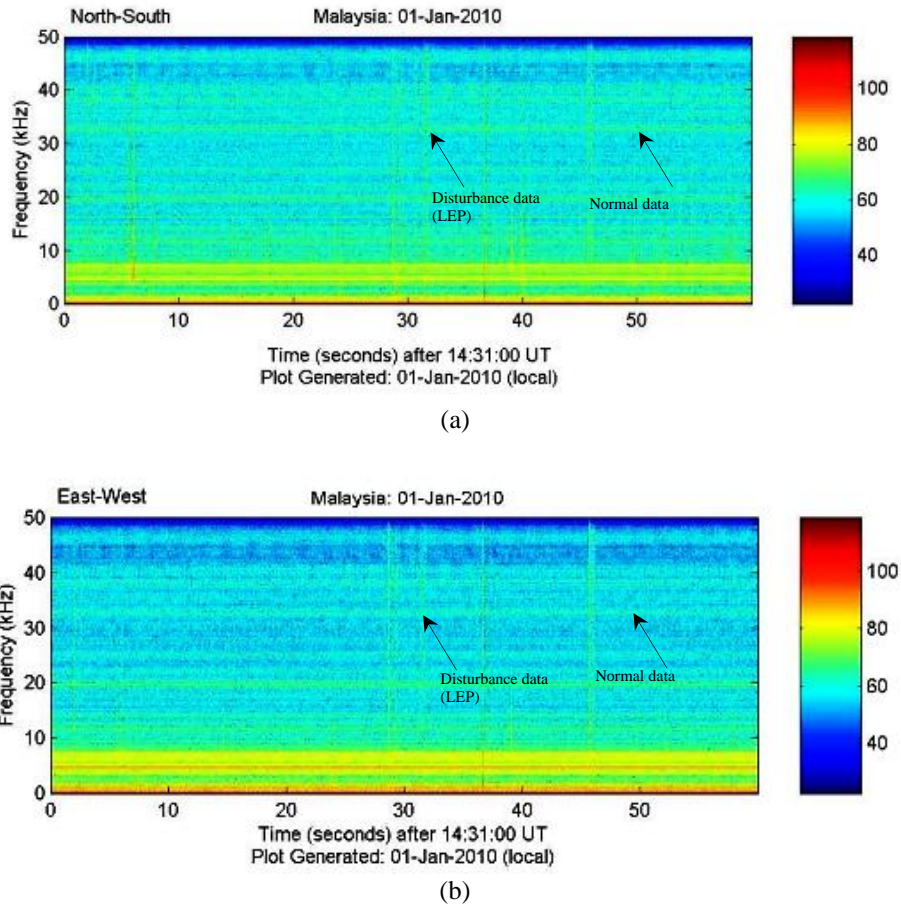 North-South Malaysia: 01-Jan-2010
50
40
30
20
10
0
Frequency (kHz)
Disturbance data
(LEP)
Normal data
0 10 20 30 40 50
100
80
60
40
Time (seconds) after 14:31:00 UT
Plot Generated: 01-Jan-2010 (local)
(a)
East-West Malaysia: 01-Jan-2010
50
40
30
20
10
0
Frequency (kHz)
Disturbance data
(LEP)
Normal data
0 10 20 30 40 50
100
80
60
40
Time (seconds) after 14:31:00 UT
Plot Generated: 01-Jan-2010 (local)
(b)